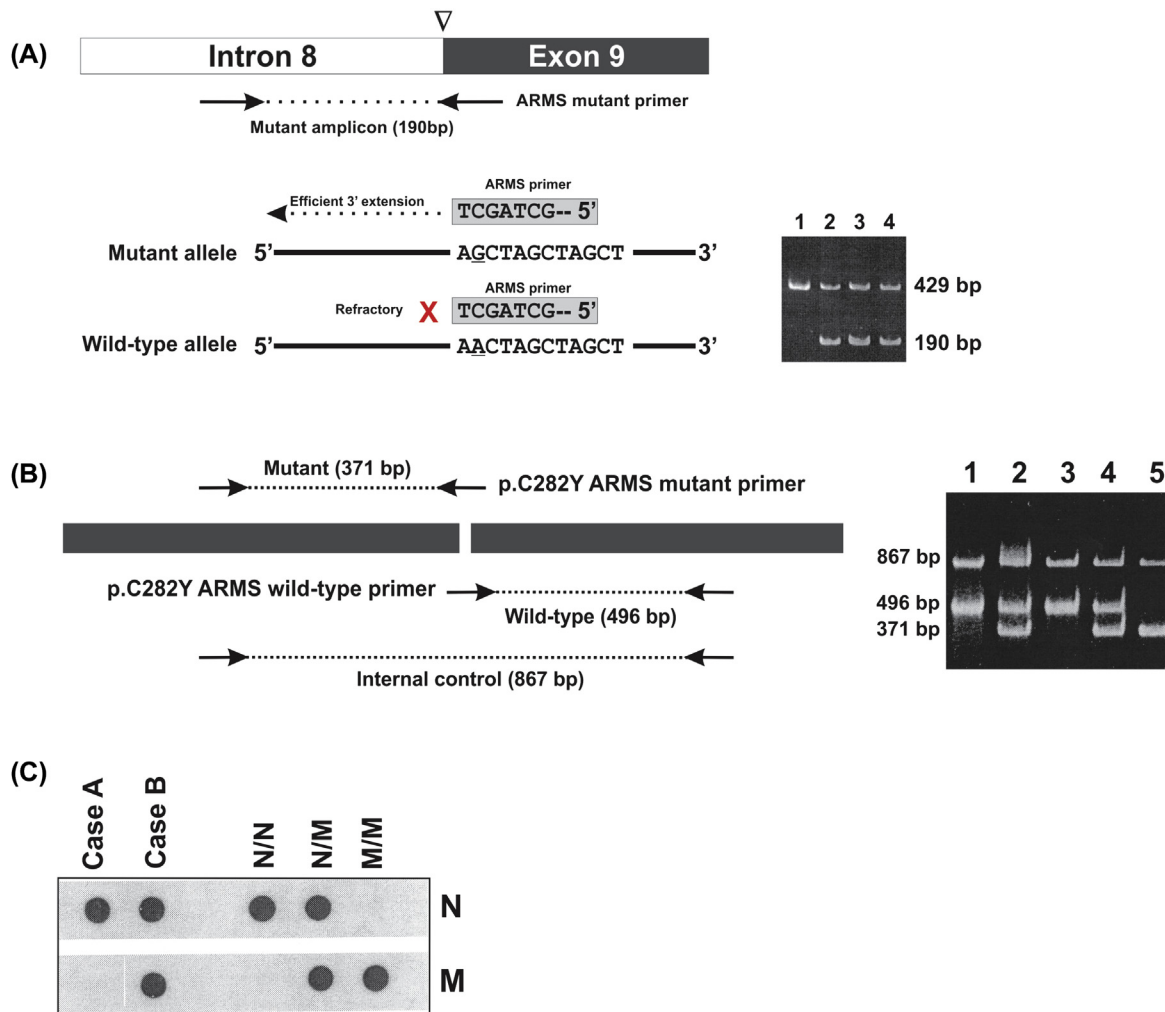 (A)
Intron 8 Exon 9
ARMS mutant primer
Mutant amplicon (190bp)
ARMS primer
Efficient 3’ extension
TCGATCG-- 5’
Mutant allele 5’ AGCTAGCTAGCT 3’
ARMS primer
Refractory X TCGATCG-- 5’
Wild-type allele 5’ AACTAGCTAGCT 3’
1 2 3 4
429 bp
190 bp
(B)
Mutant (371 bp)
p.C282Y ARMS mutant primer
p.C282Y ARMS wild-type primer
Wild-type (496 bp)
Internal control (867 bp)
1 2 3 4 5
867 bp
496 bp
371 bp
(C)
Case A
Case B
N/N
N/M
M/M
N
M